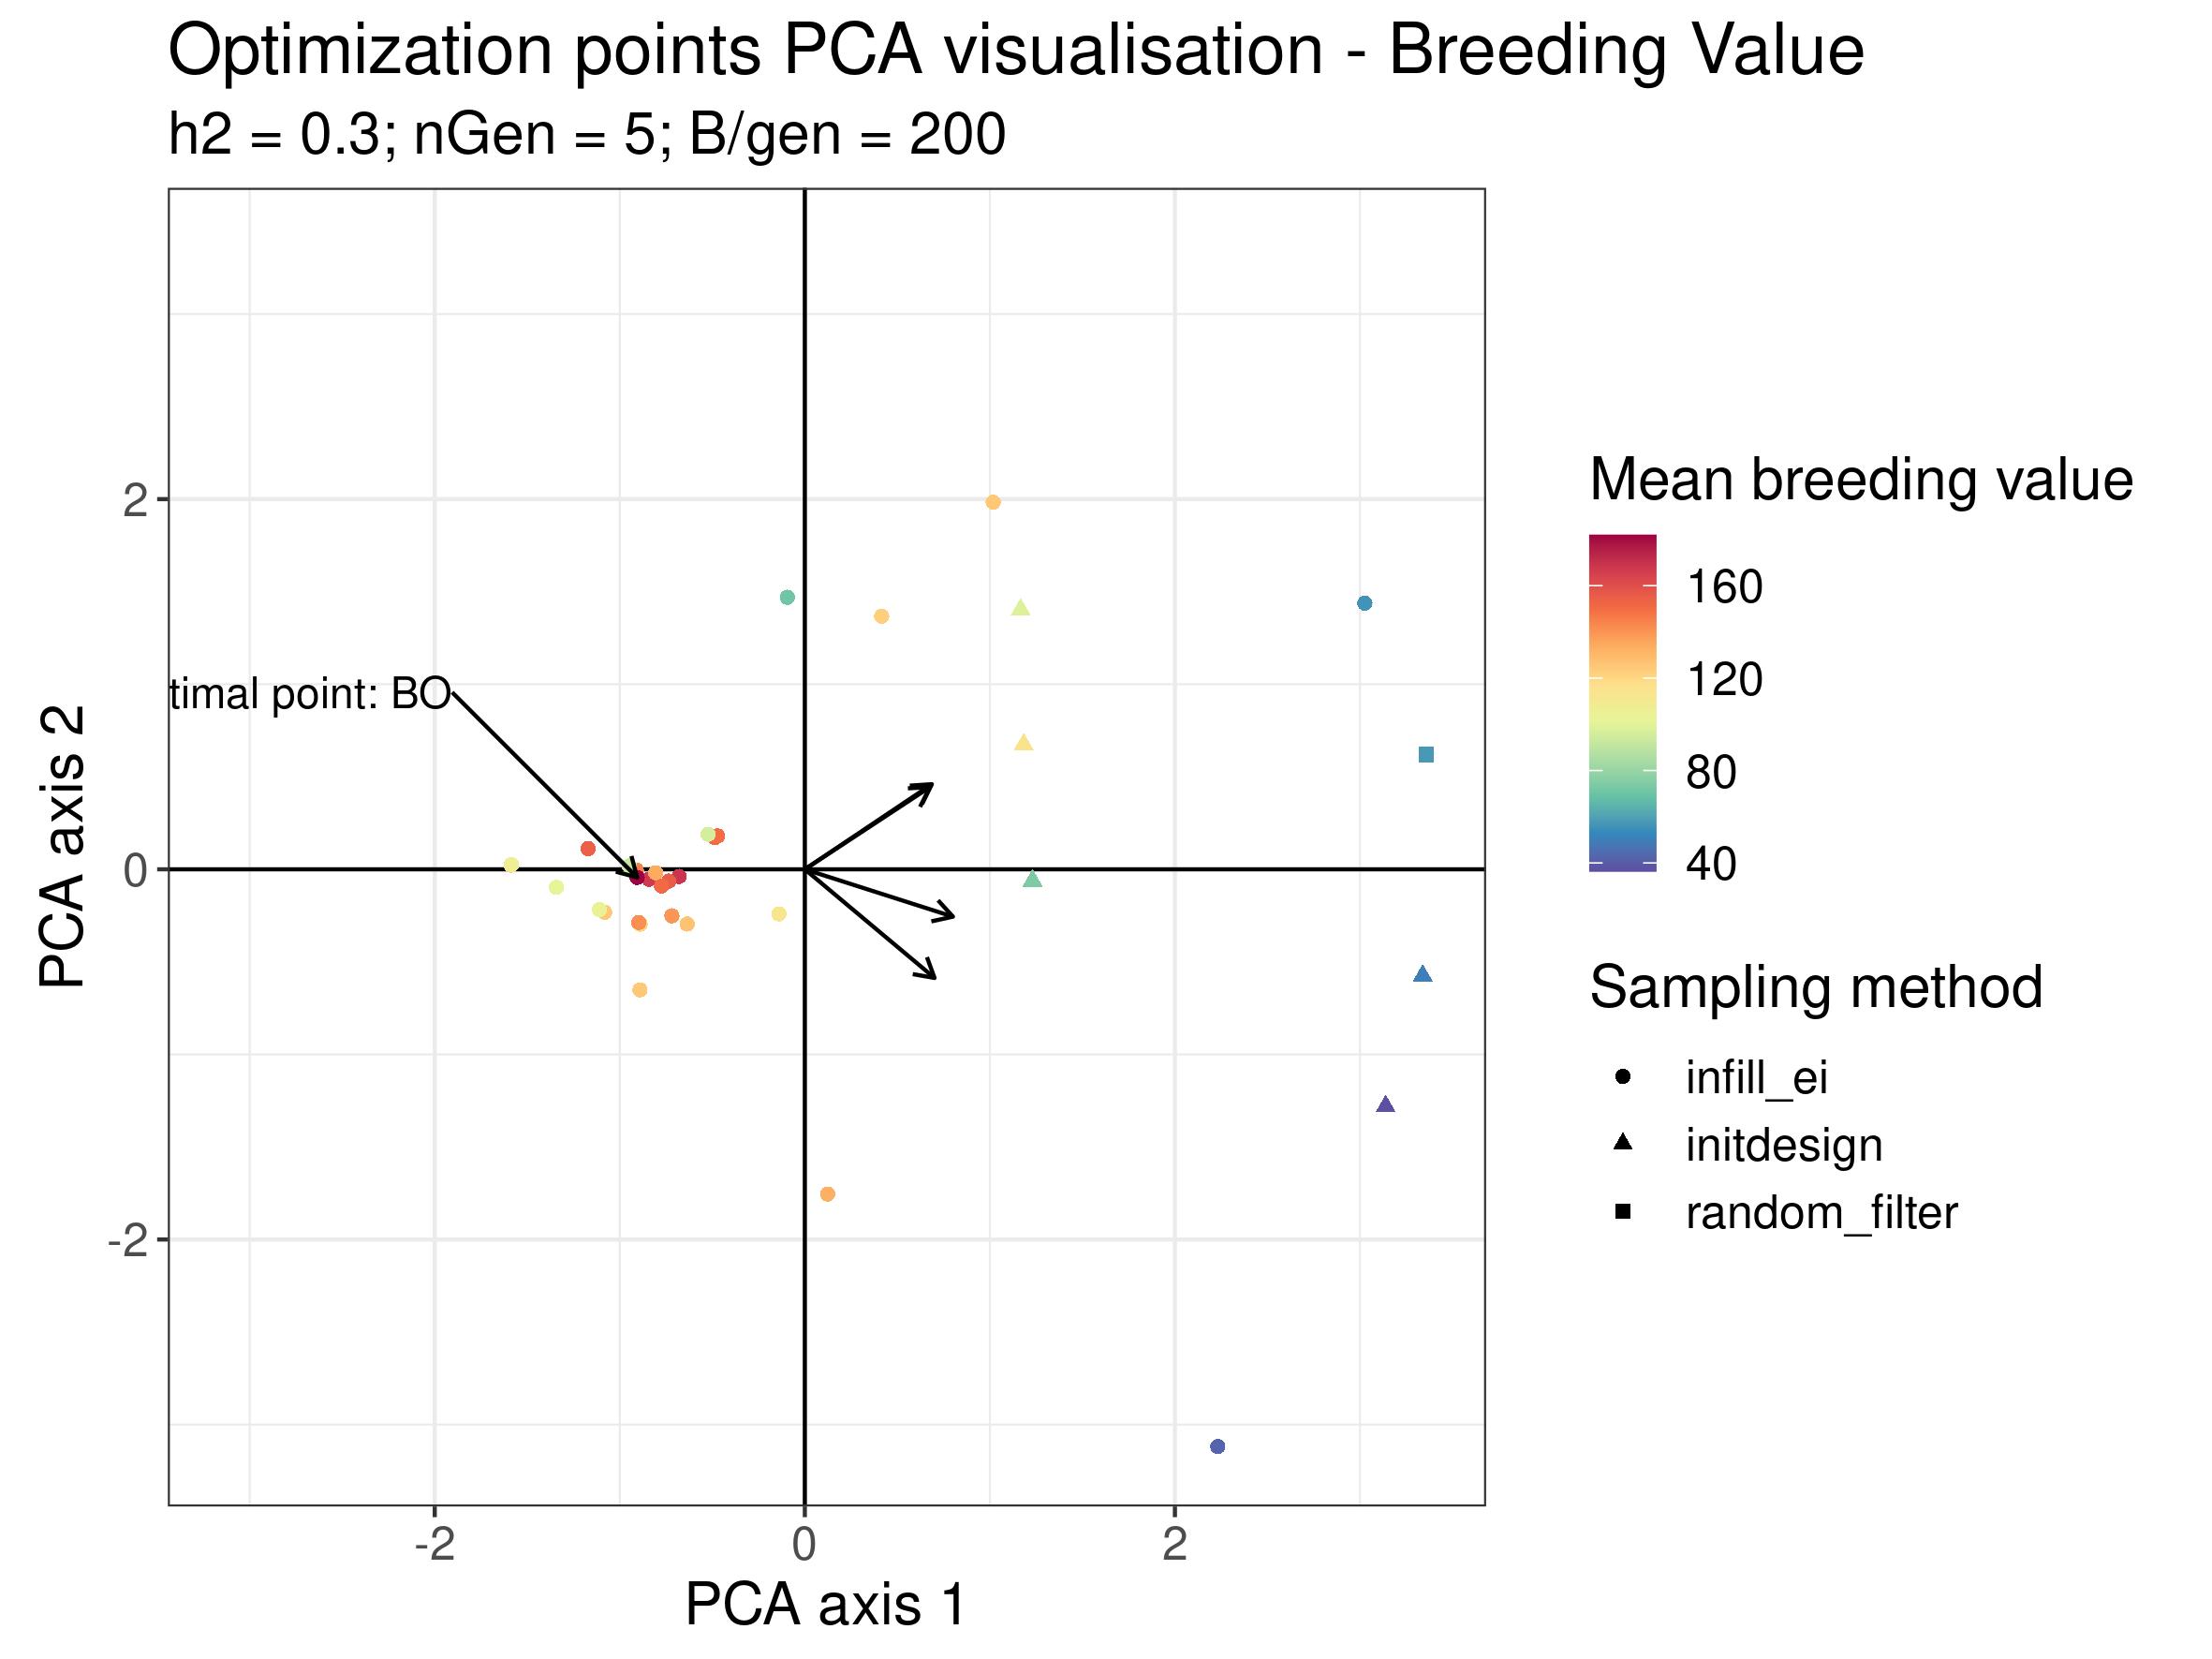 Optimization points PCA visualisation - Breeding Value
h2 = 0.3; nGen = 5; B/gen = 200
PCA axis 2
2
0
-2
timal point: BO
-2
0
2
PCA axis 1
Mean breeding value
160
120
80
40
Sampling method
infill_ei
initdesign
random_filter